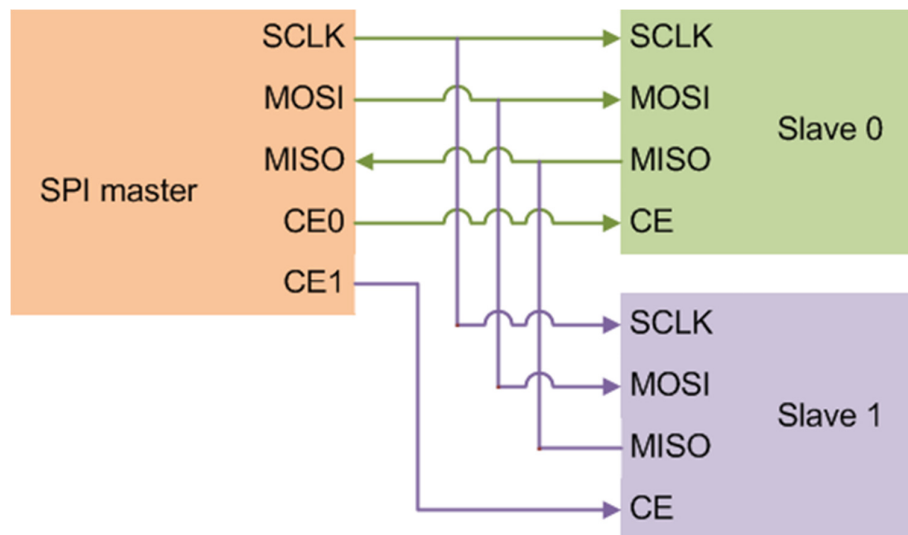 SCLK
MOSI
MISO
SPI master
CE0
CE1
SCLK
MOSI
Slave 0
MISO
CE
SCLK
MOSI
Slave 1
MISO
CE